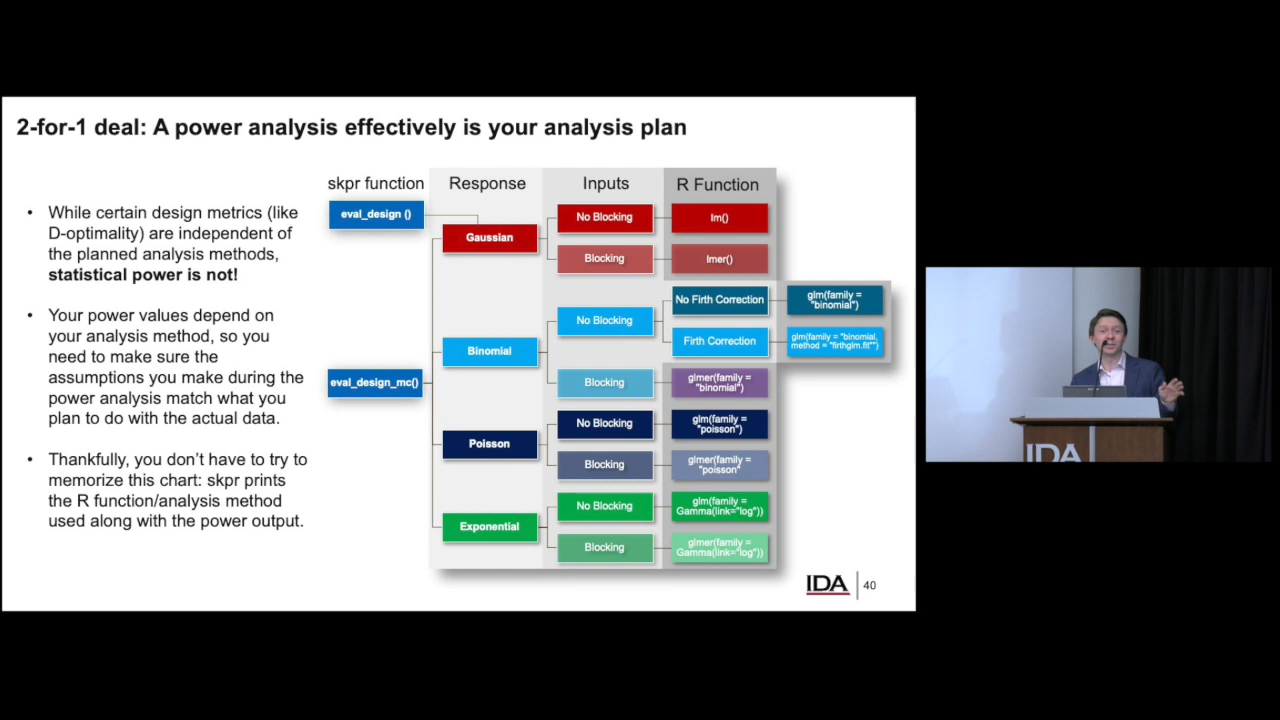 2-for-1 deal: A power analysis effectively is your analysis plan
• While certain design metrics (like
D-optimality) are independent of
the planned analysis methods,
statistical power is not!
• Your power values depend on
your analysis method, so you
need to make sure the
assumptions you make during the
power analysis match what you
plan to do with the actual data.
• Thankfully, you don't have to try to
memorize this chart: skpr prints
the R function/analysis method
used along with the power output.
skpr function
Response
Inputs
R Function
eval_design ()
Gaussian
No Blocking
lm()
Blocking
lmer()
eval_design_mc()
Binomial
No Blocking
No Firth Correction
glm(family =
"binomial")
Firth Correction
glm(family = "binomial,
method = "firthglm.fit"")
Blocking
glmer(family =
"binomial")
Poisson
No Blocking
glm(family =
"poisson")
Blocking
glmer(family =
"poisson"
Exponential
No Blocking
glm(family =
Gamma(link="log"))
Blocking
glmer(family =
Gamma(link="log"))
IDA
40
IDA